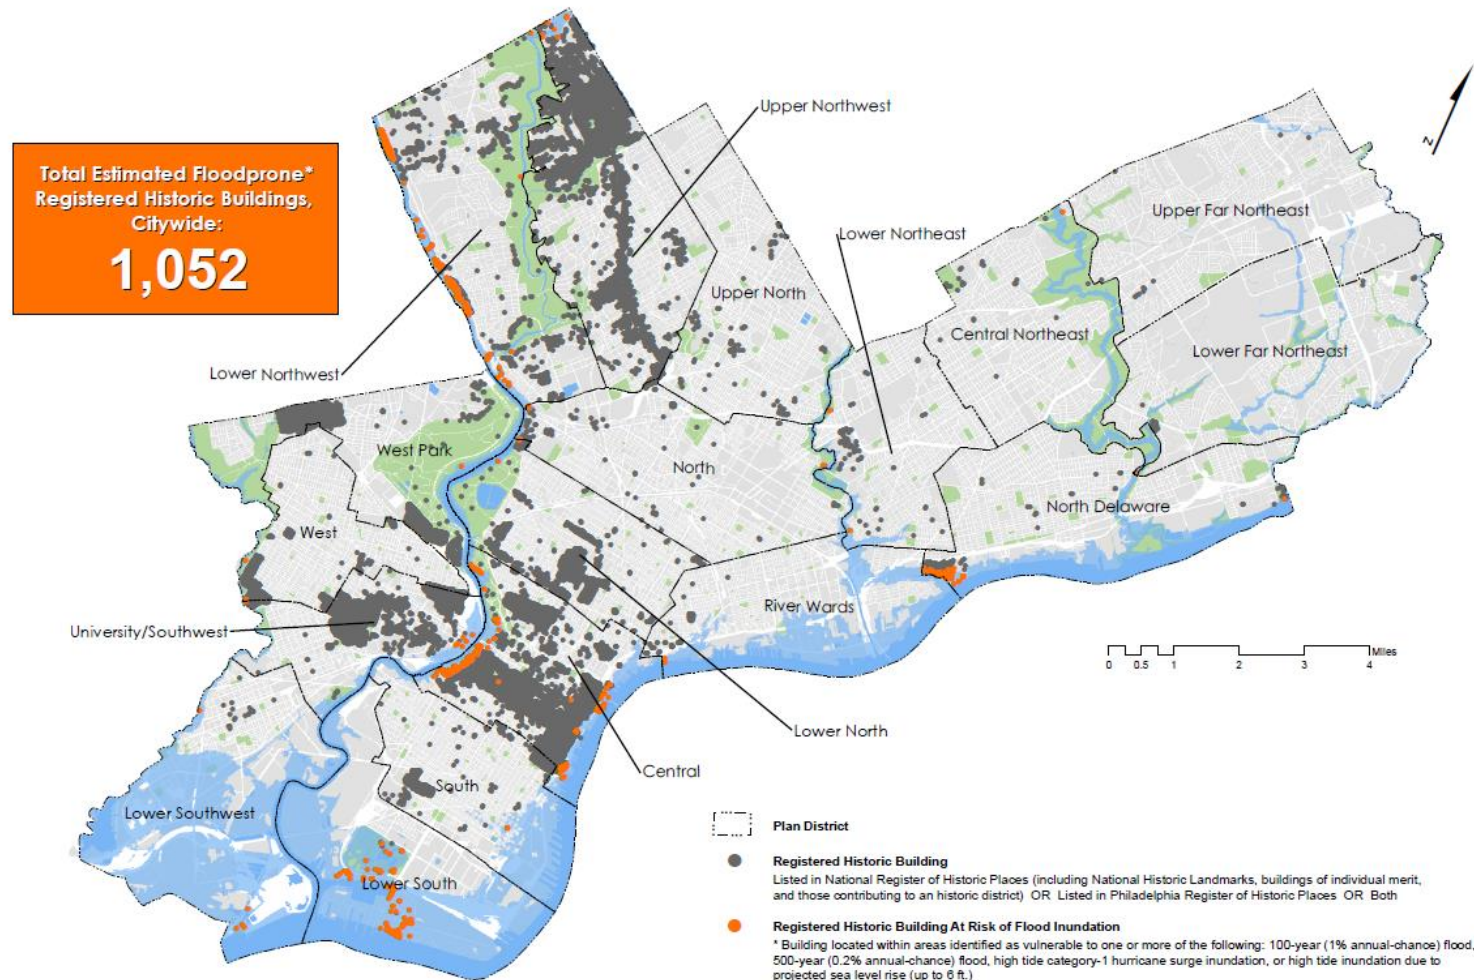 Total Estimated Floodprone*
Registered Historic Buildings,
Citywide:
1,052
Upper Northwest
N
Upper Far Northeast
Lower Northeast
Upper North
Central Northeast
Lower Far Northeast
Lower Northwest
West Park
North
North Delaware
West
River Wards
University/Southwest
0 0.5 1 2 3 4 Miles
Lower North
Central
South
Lower Southwest
Lower South
Plan District
Registered Historic Building
Listed in National Register of Historic Places (including National Historic Landmarks, buildings of individual merit,
and those contributing to an historic district) OR Listed in Philadelphia Register of Historic Places OR Both
Registered Historic Building At Risk of Flood Inundation
* Building located within areas identified as vulnerable to one or more of the following: 100-year (1% annual-chance) flood,
500-year (0.2% annual-chance) flood, high tide category-1 hurricane surge inundation, or high tide inundation due to
projected sea level rise (up to 6 ft.)